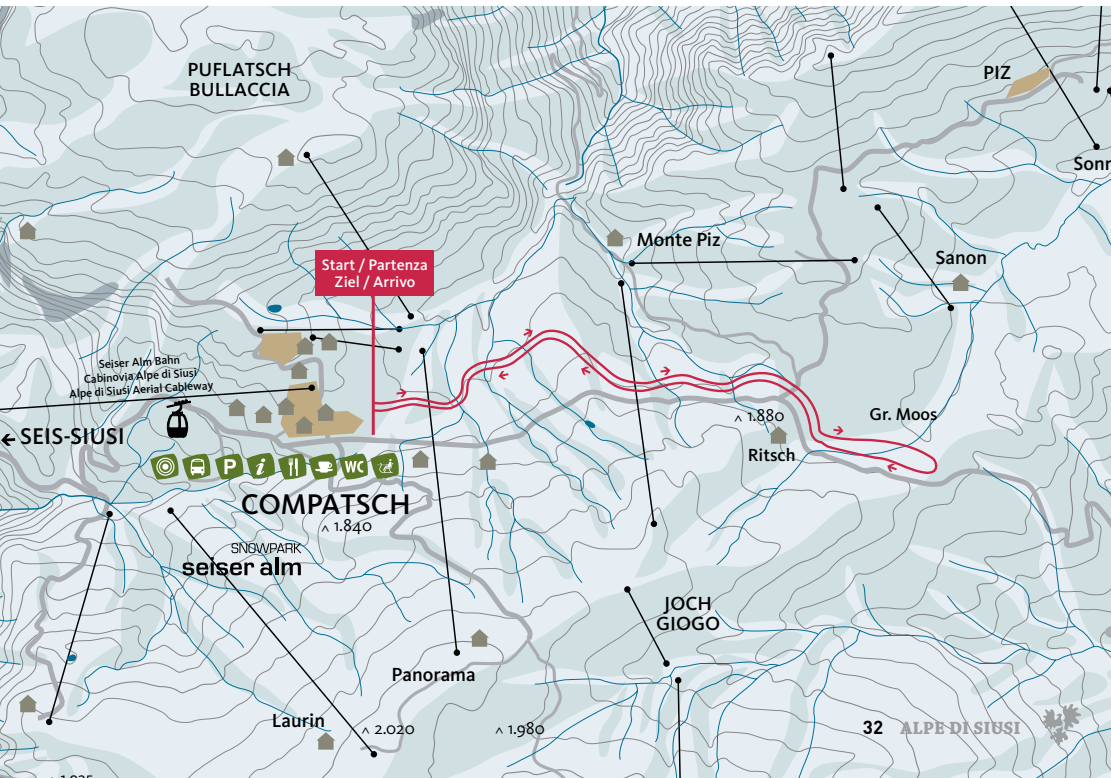 PUFLATSCH
BULLACCIA
PIZ
Sonn
Monte Piz
Sanon
Start / Partenza
Ziel / Arrivo
Seiser Alm Bahn
Cabinovia Alpe di Siusi
Alpe di Siusi Aerial Cableway
← SEIS-SIUSI
^ 1.880
Gr. Moos
Ritsch
P i WC
COMPATSCH
^ 1.840
SNOWPARK
seiser alm
JOCH
GIOGO
Panorama
Laurin
^ 2.020
^ 1.980
32 ALPE DI SIUSI